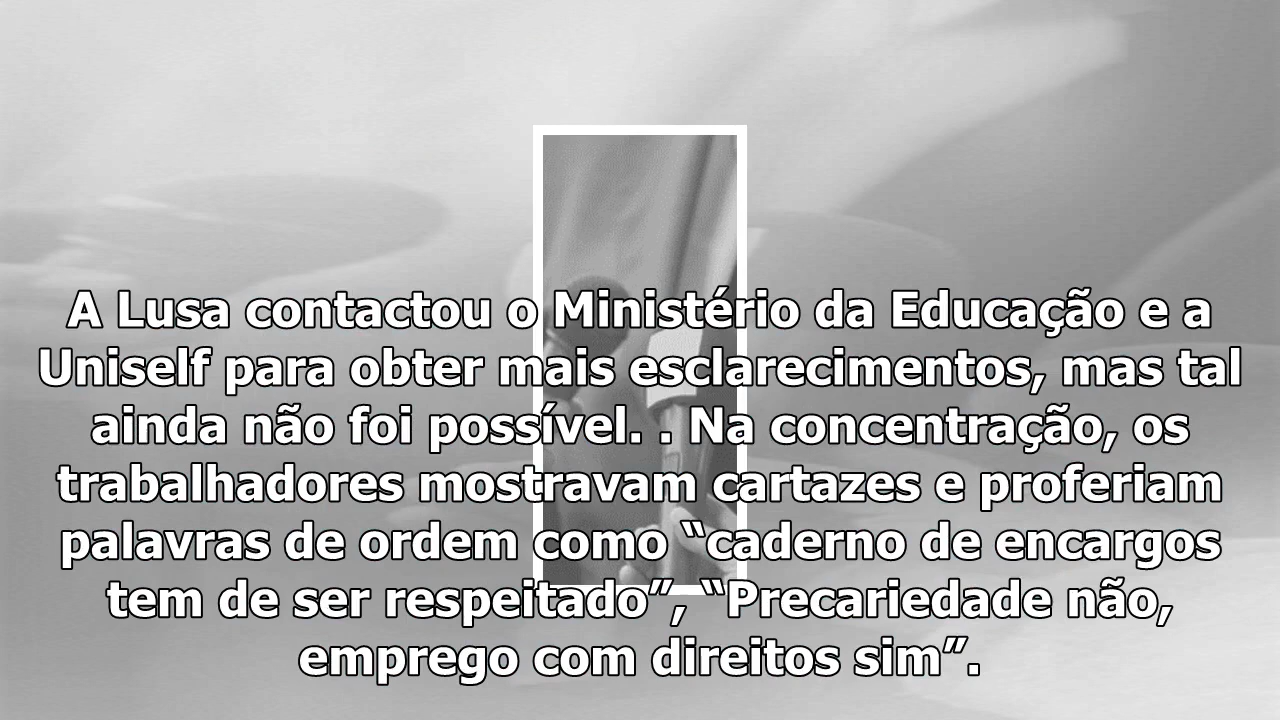 A Lusa contactou o Ministério da Educação e a
Uniself para obter mais esclarecimentos, mas tal
ainda não foi possível. . Na concentração, os
trabalhadores mostravam cartazes e proferiam
palavras de ordem como “caderno de encargos
tem de ser respeitado”, “Precariedade não,
emprego com direitos sim”.